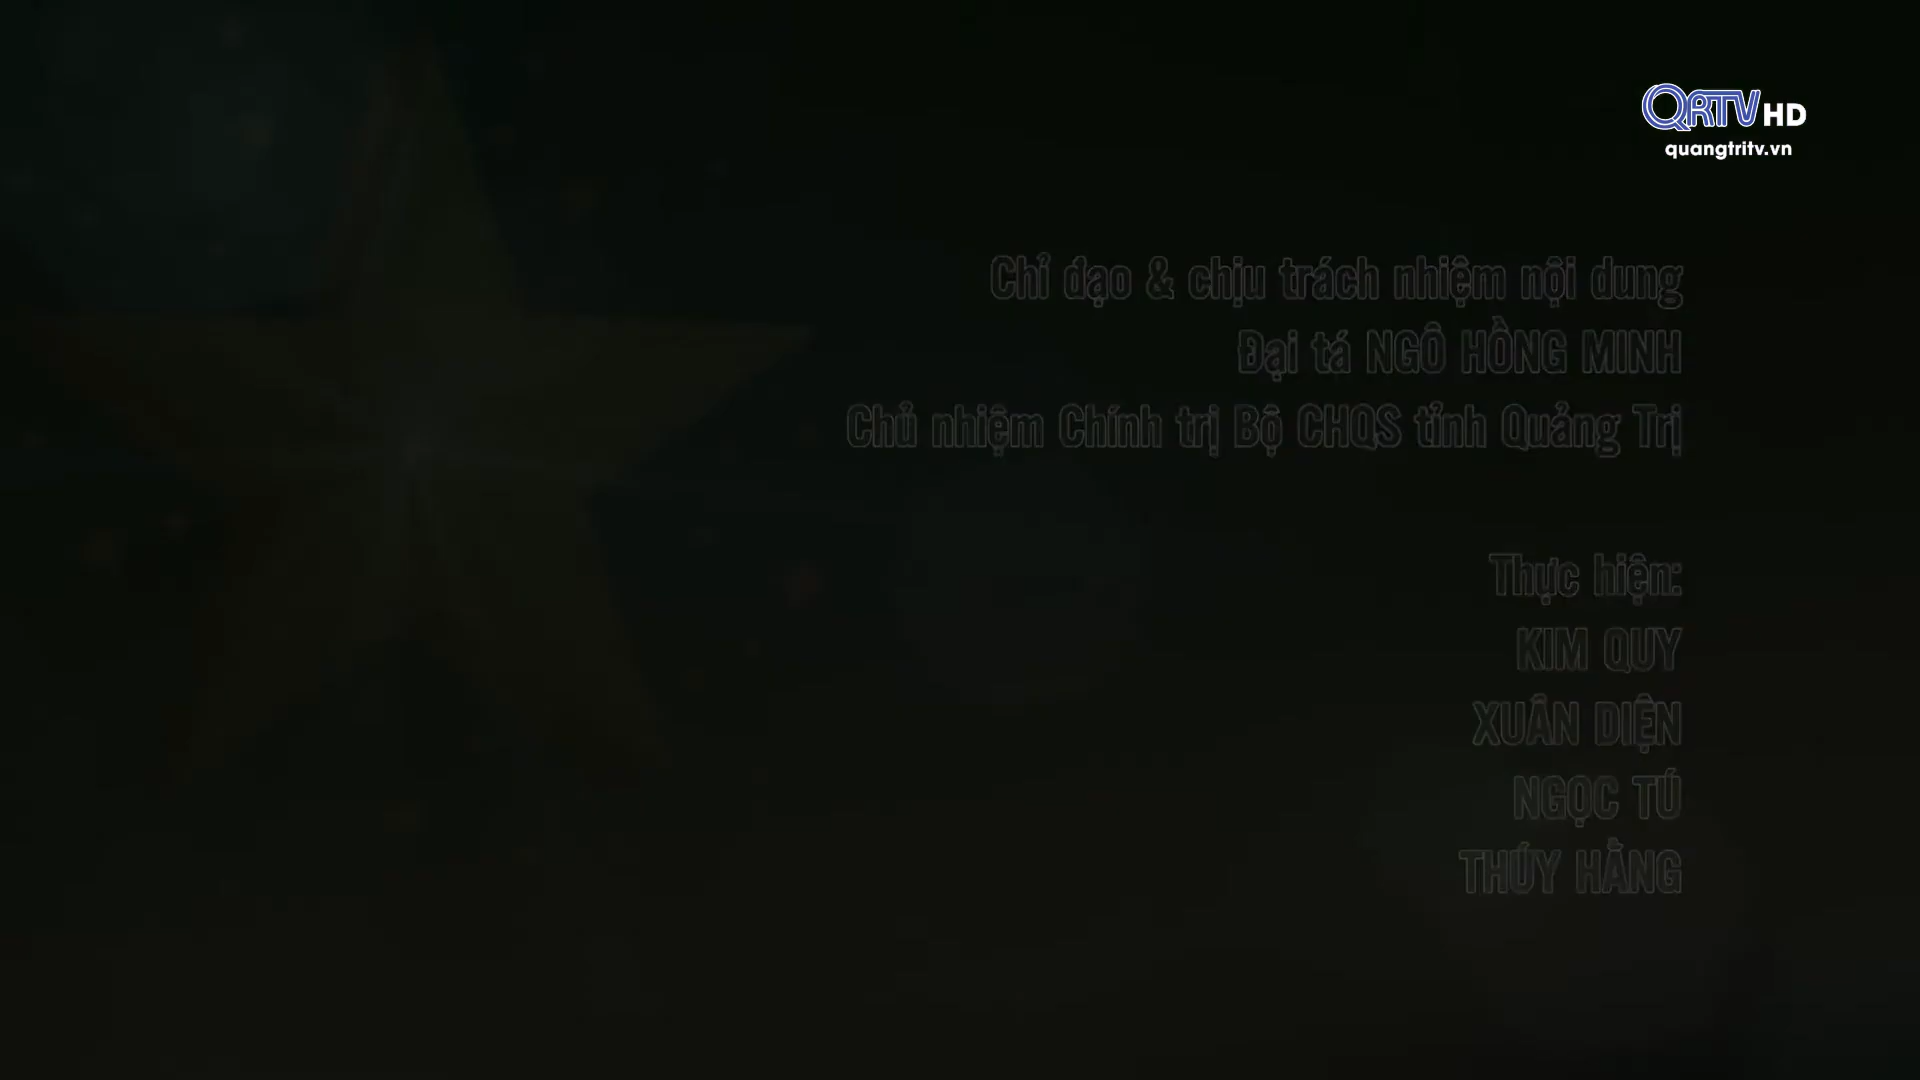 QRTV HD
quangtritv.vn
Chỉ đạo & chịu trách nhiệm nội dung
Đại tá NGÔ HỒNG MINH
Chủ nhiệm Chính trị Bộ CHQS tỉnh Quảng Trị
Thực hiện:
KIM QUY
XUÂN DIỆN
NGỌC TÚ
THÚY HẰNG